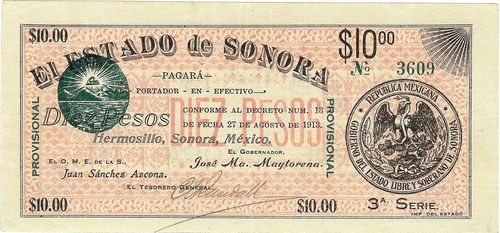 $10.00
El ESTADO de SONORA
$10.00
—PAGARÁ—
Nº 3609
AL PORTADOR - EN - EFECTIVO
CONFORME AL DECRETO NUM. 13
DE FECHA 27 DE AGOSTO DE 1913.
DIEZ PESOS
Diez Pesos
Hermosillo, Sonora, México.
PROVISIONAL
PROVISIONAL
REPUBLICA MEXICANA
GOBIERNO DEL ESTADO LIBRE Y SOBERANO DE SONORA
EL GOBERNADOR,
José Ma. Maytorena.
EL O. M. E. DE LA S.,
Juan Sánchez Azcona.
EL TESORERO GENERAL,
$10.00
$10.00
3ᴬ SERIE.
IMP. DEL ESTADO